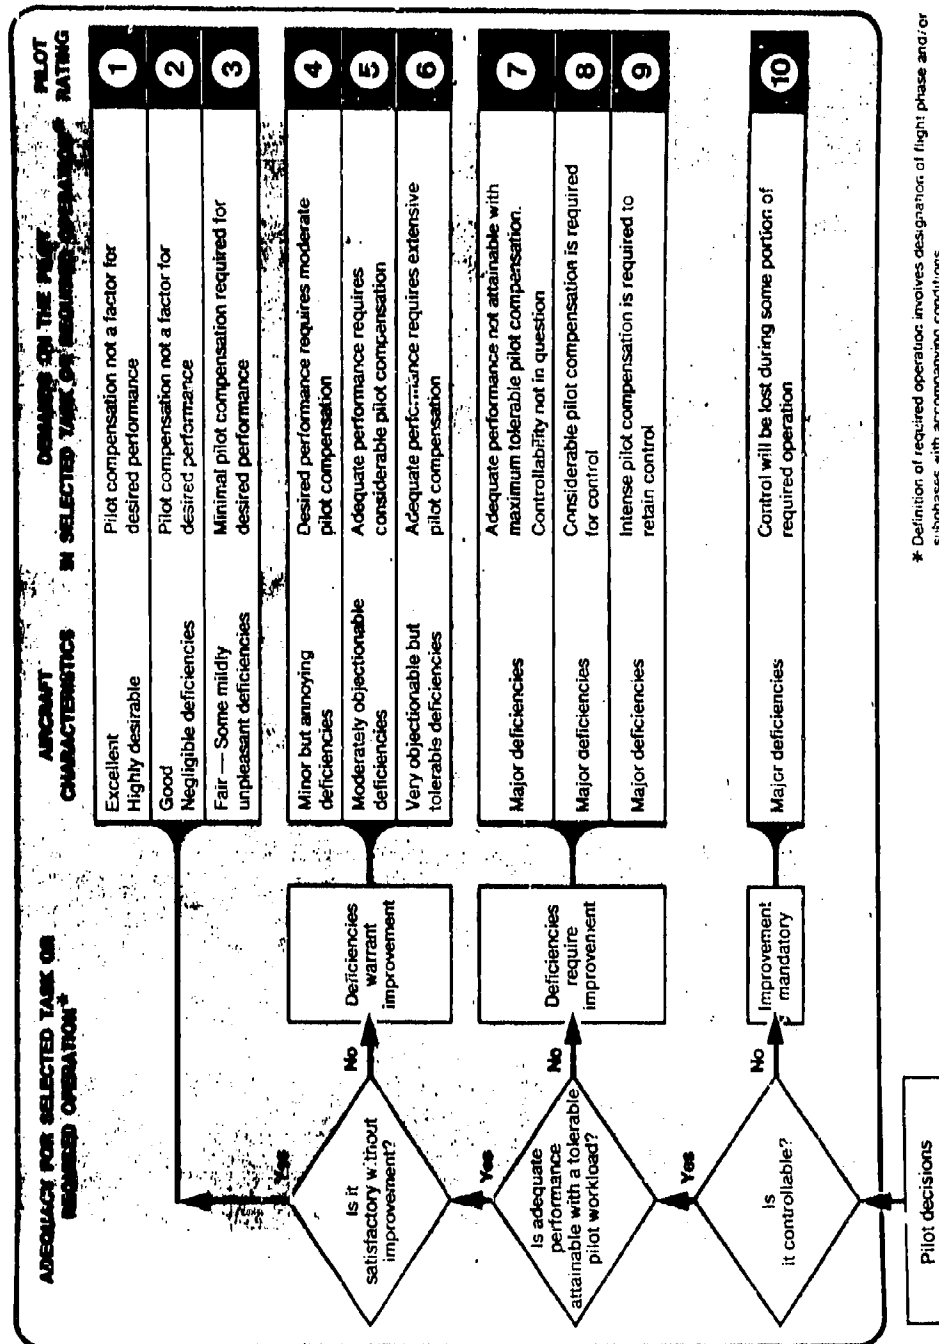 ADEQUACY FOR SELECTED TASK OR
REQUIRED OPERATION*
AIRCRAFT
CHARACTERISTICS
DEMANDS ON THE PILOT
IN SELECTED TASK OR REQUIRED OPERATION*
PILOT
RATING
Excellent
Highly desirable
Pilot compensation not a factor for
desired performance
1
Good
Negligible deficiencies
Pilot compensation not a factor for
desired performance
2
Fair — Some mildly
unpleasant deficiencies
Minimal pilot compensation required for
desired performance
3
Yes
Is it
satisfactory without
improvement?
No
Deficiencies
warrant
improvement
Minor but annoying
deficiencies
Desired performance requires moderate
pilot compensation
4
Moderately objectionable
deficiencies
Adequate performance requires
considerable pilot compensation
5
Very objectionable but
tolerable deficiencies
Adequate performance requires extensive
pilot compensation
6
Yes
Is adequate
performance
attainable with a tolerable
pilot workload?
No
Deficiencies
require
improvement
Major deficiencies
Adequate performance not attainable with
maximum tolerable pilot compensation.
Controllability not in question
7
Major deficiencies
Considerable pilot compensation is required
for control
8
Major deficiencies
Intense pilot compensation is required to
retain control
9
Yes
Is
it controllable?
No
Improvement
mandatory
Major deficiencies
Control will be lost during some portion of
required operation
10
Pilot decisions
* Definition of required operation involves designation of flight phase and/or
subphases with accompanying conditions